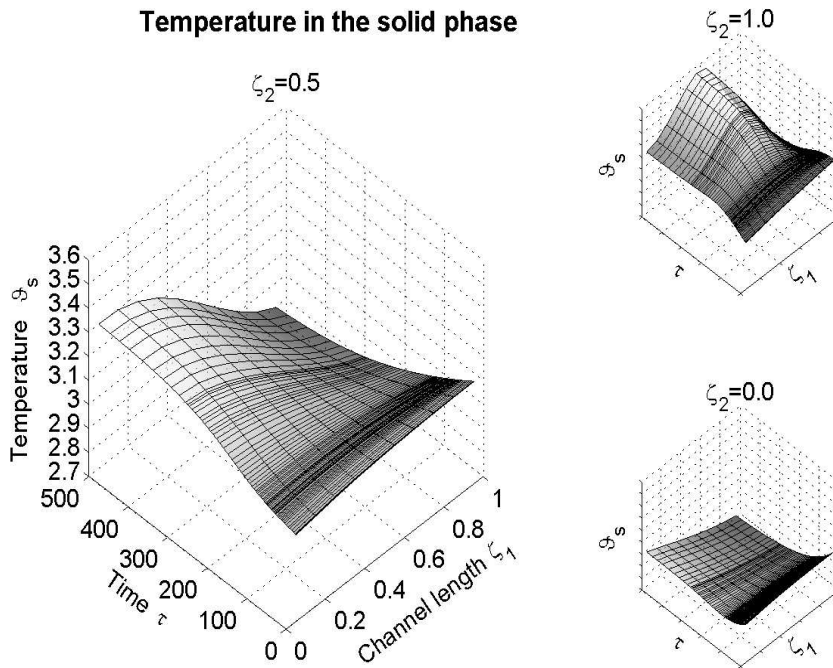 Temperature in the solid phase
ζ₂=0.5
Temperature ϑₛ
3.6
3.5
3.4
3.3
3.2
3.1
3
2.9
2.8
2.7
500
400
300
200
100
0
Time τ
0
0.2
0.4
0.6
0.8
1
Channel length ζ₁
ζ₂=1.0
ϑₛ
τ
ζ₁
ζ₂=0.0
ϑₛ
τ
ζ₁